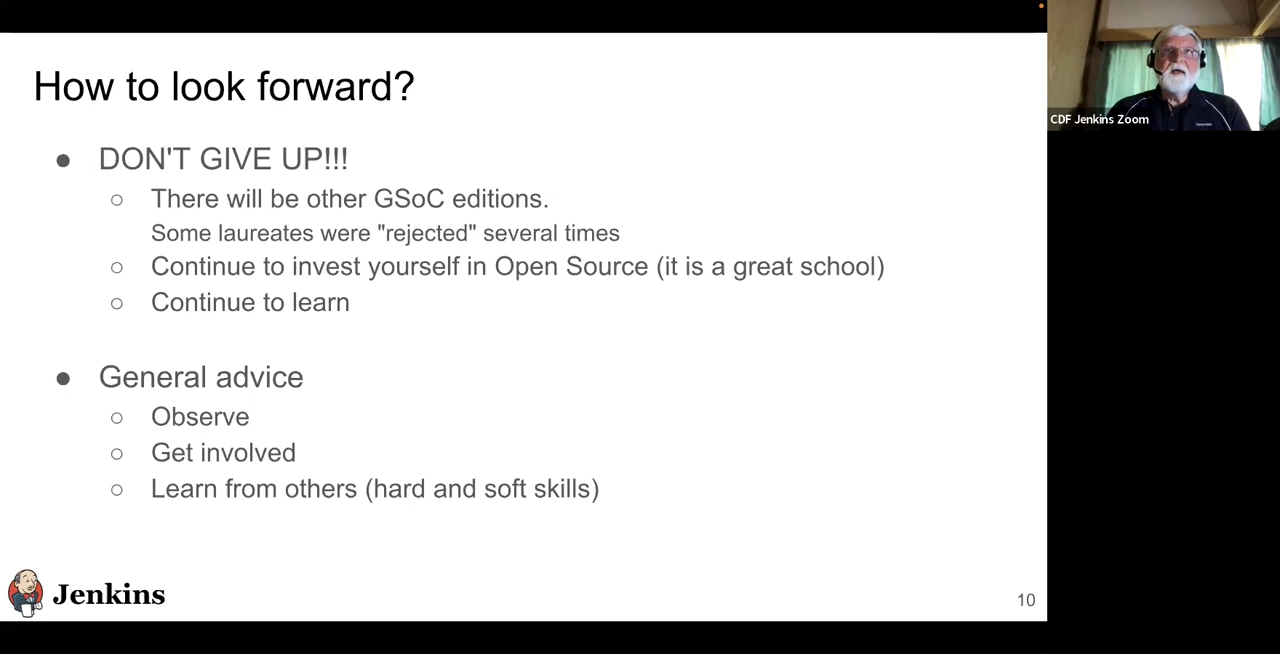 How to look forward?
● DON'T GIVE UP!!!
○ There will be other GSoC editions.
Some laureates were "rejected" several times
○ Continue to invest yourself in Open Source (it is a great school)
○ Continue to learn
● General advice
○ Observe
○ Get involved
○ Learn from others (hard and soft skills)
Jenkins
10
CDF Jenkins Zoom